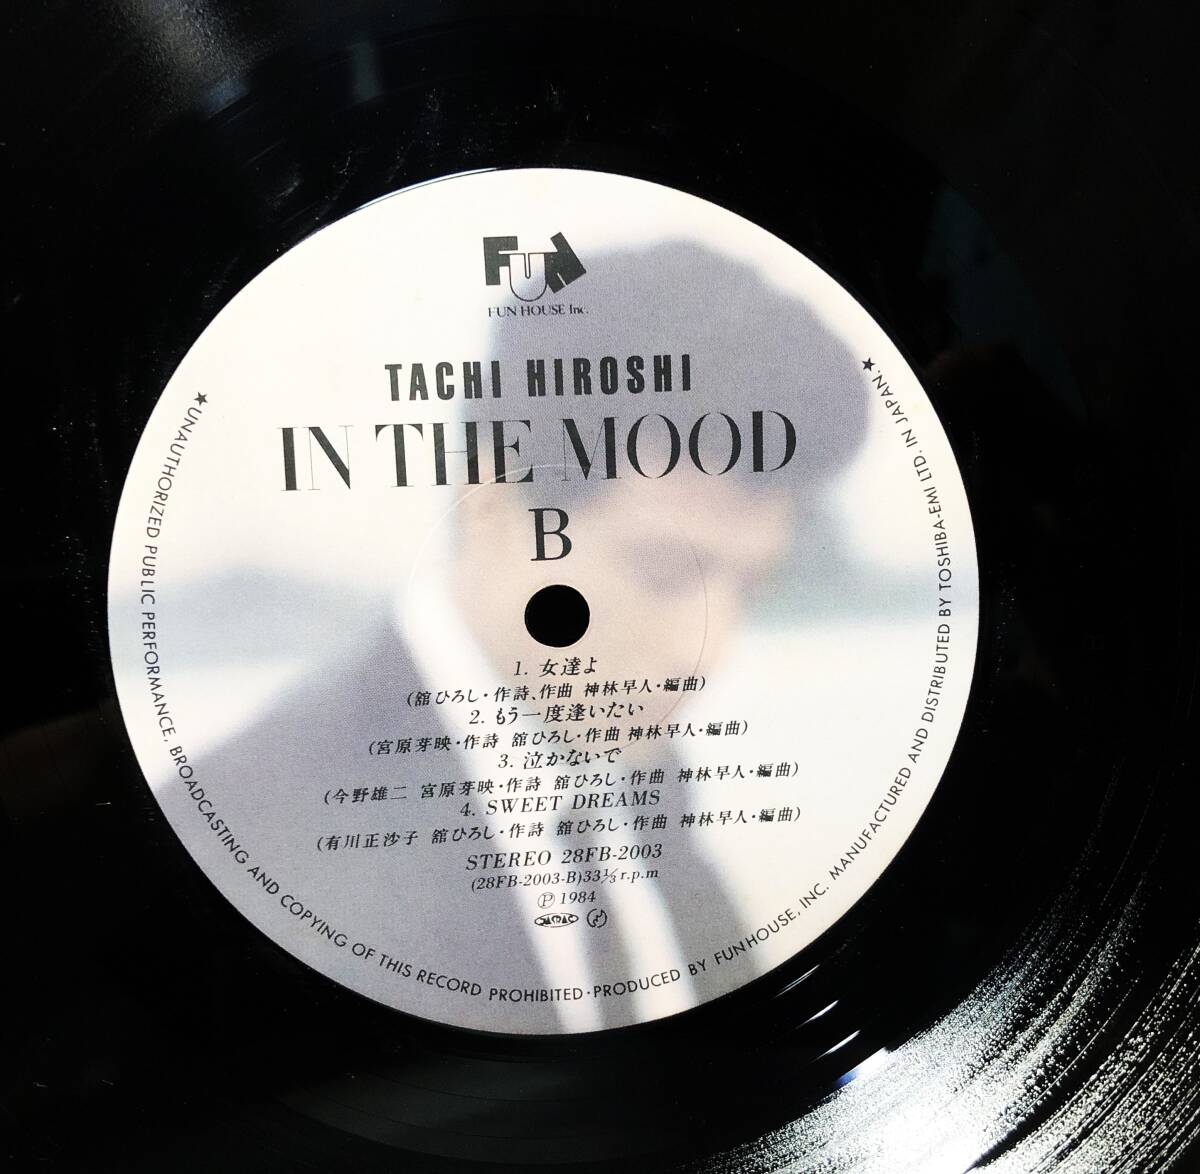 FUN
FUN HOUSE Inc.
TACHI HIROSHI
IN THE MOOD
B
1. 女達よ
(舘ひろし・作詩、作曲 神林早人・編曲)
2. もう一度逢いたい
(宮原芽映・作詩 舘ひろし・作曲 神林早人・編曲)
3. 泣かないで
(今野雄二 宮原芽映・作詩 舘ひろし・作曲 神林早人・編曲)
4. SWEET DREAMS
(有川正沙子 舘ひろし・作詩 舘ひろし・作曲 神林早人・編曲)
STEREO 28FB-2003
(28FB-2003-B)33⅓r.p.m
Ⓟ1984
★UNAUTHORIZED PUBLIC PERFORMANCE, BROADCASTING AND COPYING OF THIS RECORD PROHIBITED・PRODUCED BY FUN HOUSE, INC. MANUFACTURED AND DISTRIBUTED BY TOSHIBA-EMI LTD. IN JAPAN.★